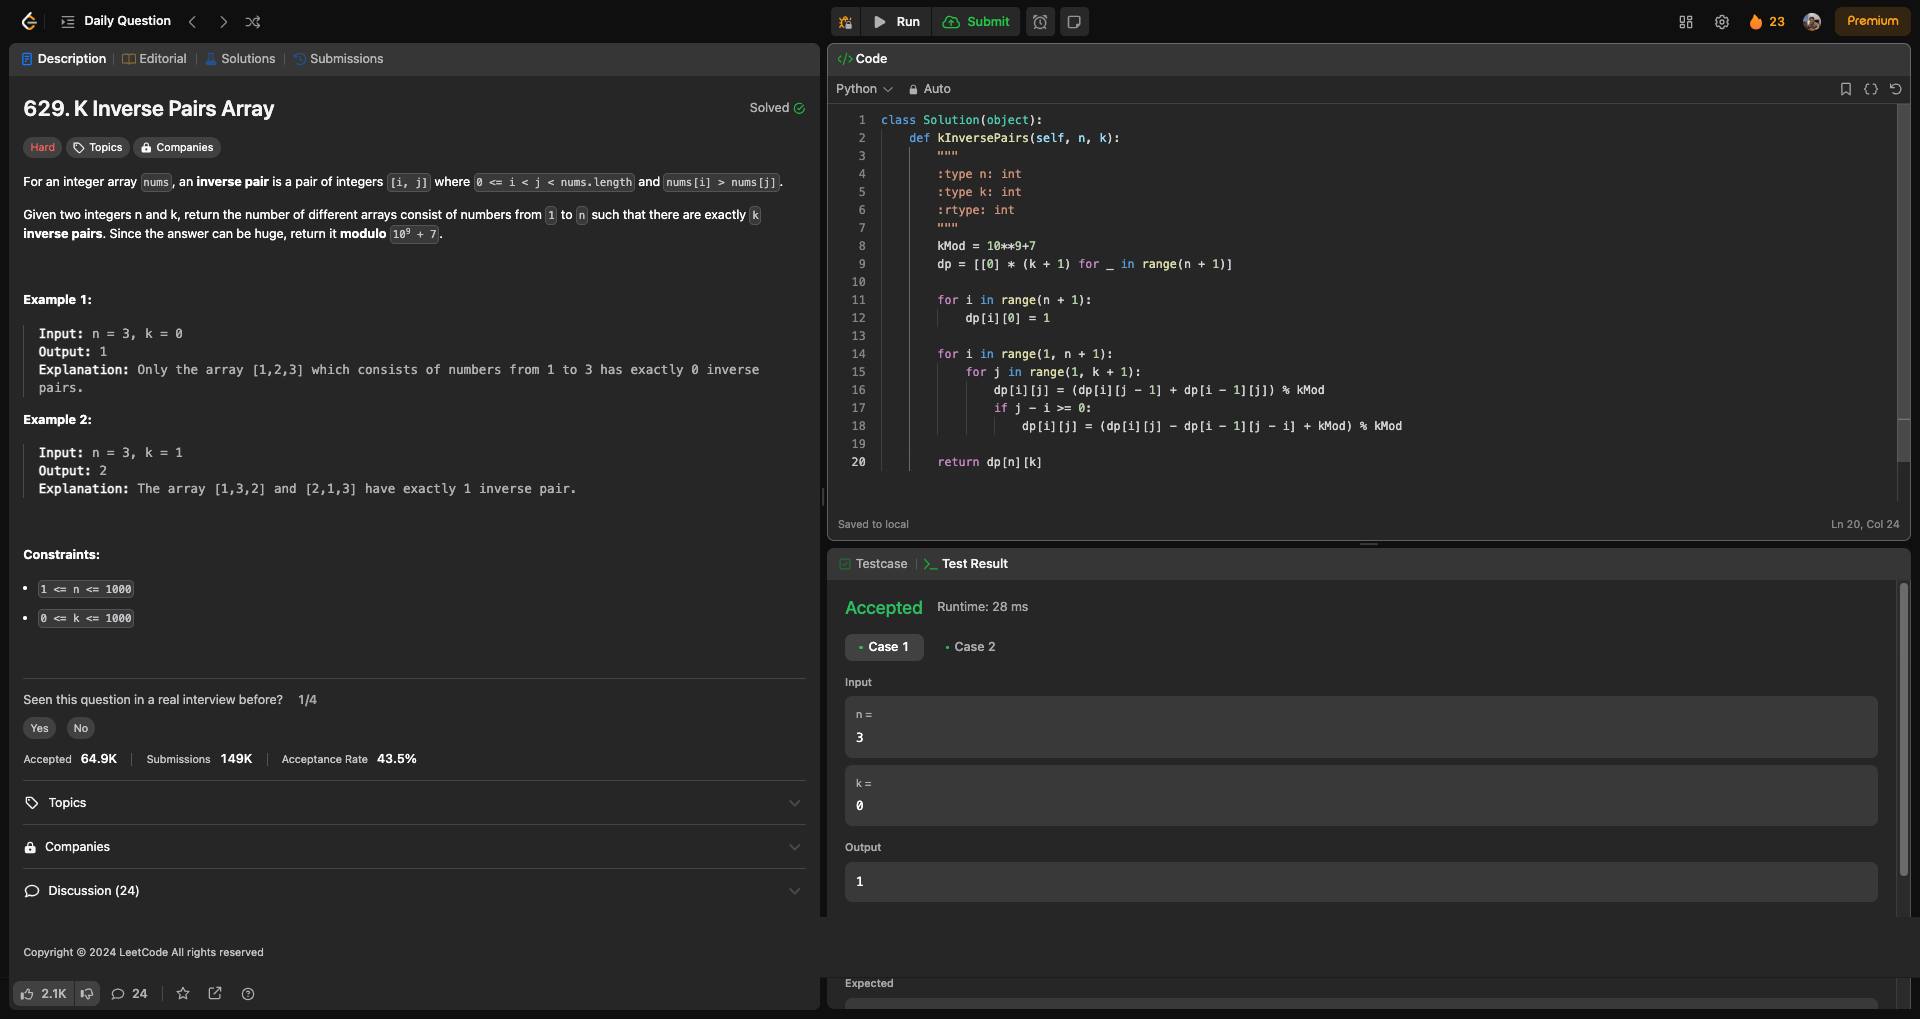 Daily Question
Run
Submit
23
Premium
Description
Editorial
Solutions
Submissions
629. K Inverse Pairs Array
Solved
Hard
Topics
Companies
For an integer array nums, an inverse pair is a pair of integers [i, j] where 0 <= i < j < nums.length and nums[i] > nums[j].
Given two integers n and k, return the number of different arrays consist of numbers from 1 to n such that there are exactly k
inverse pairs. Since the answer can be huge, return it modulo 10⁹ + 7.
Example 1:
Input: n = 3, k = 0
Output: 1
Explanation: Only the array [1,2,3] which consists of numbers from 1 to 3 has exactly 0 inverse
pairs.
Example 2:
Input: n = 3, k = 1
Output: 2
Explanation: The array [1,3,2] and [2,1,3] have exactly 1 inverse pair.
Constraints:
• 1 <= n <= 1000
• 0 <= k <= 1000
Seen this question in a real interview before? 1/4
Yes No
Accepted 64.9K Submissions 149K Acceptance Rate 43.5%
Topics
Companies
Discussion (24)
Copyright © 2024 LeetCode All rights reserved
2.1K 24
</> Code
Python Auto
1 class Solution(object):
2     def kInversePairs(self, n, k):
3         """
4         :type n: int
5         :type k: int
6         :rtype: int
7         """
8         kMod = 10**9+7
9         dp = [[0] * (k + 1) for _ in range(n + 1)]
10
11         for i in range(n + 1):
12             dp[i][0] = 1
13
14         for i in range(1, n + 1):
15             for j in range(1, k + 1):
16                 dp[i][j] = (dp[i][j - 1] + dp[i - 1][j]) % kMod
17                 if j - i >= 0:
18                     dp[i][j] = (dp[i][j] - dp[i - 1][j - i] + kMod) % kMod
19
20         return dp[n][k]
Saved to local
Ln 20, Col 24
Testcase
Test Result
Accepted Runtime: 28 ms
• Case 1 • Case 2
Input
n =
3
k =
0
Output
1
Expected